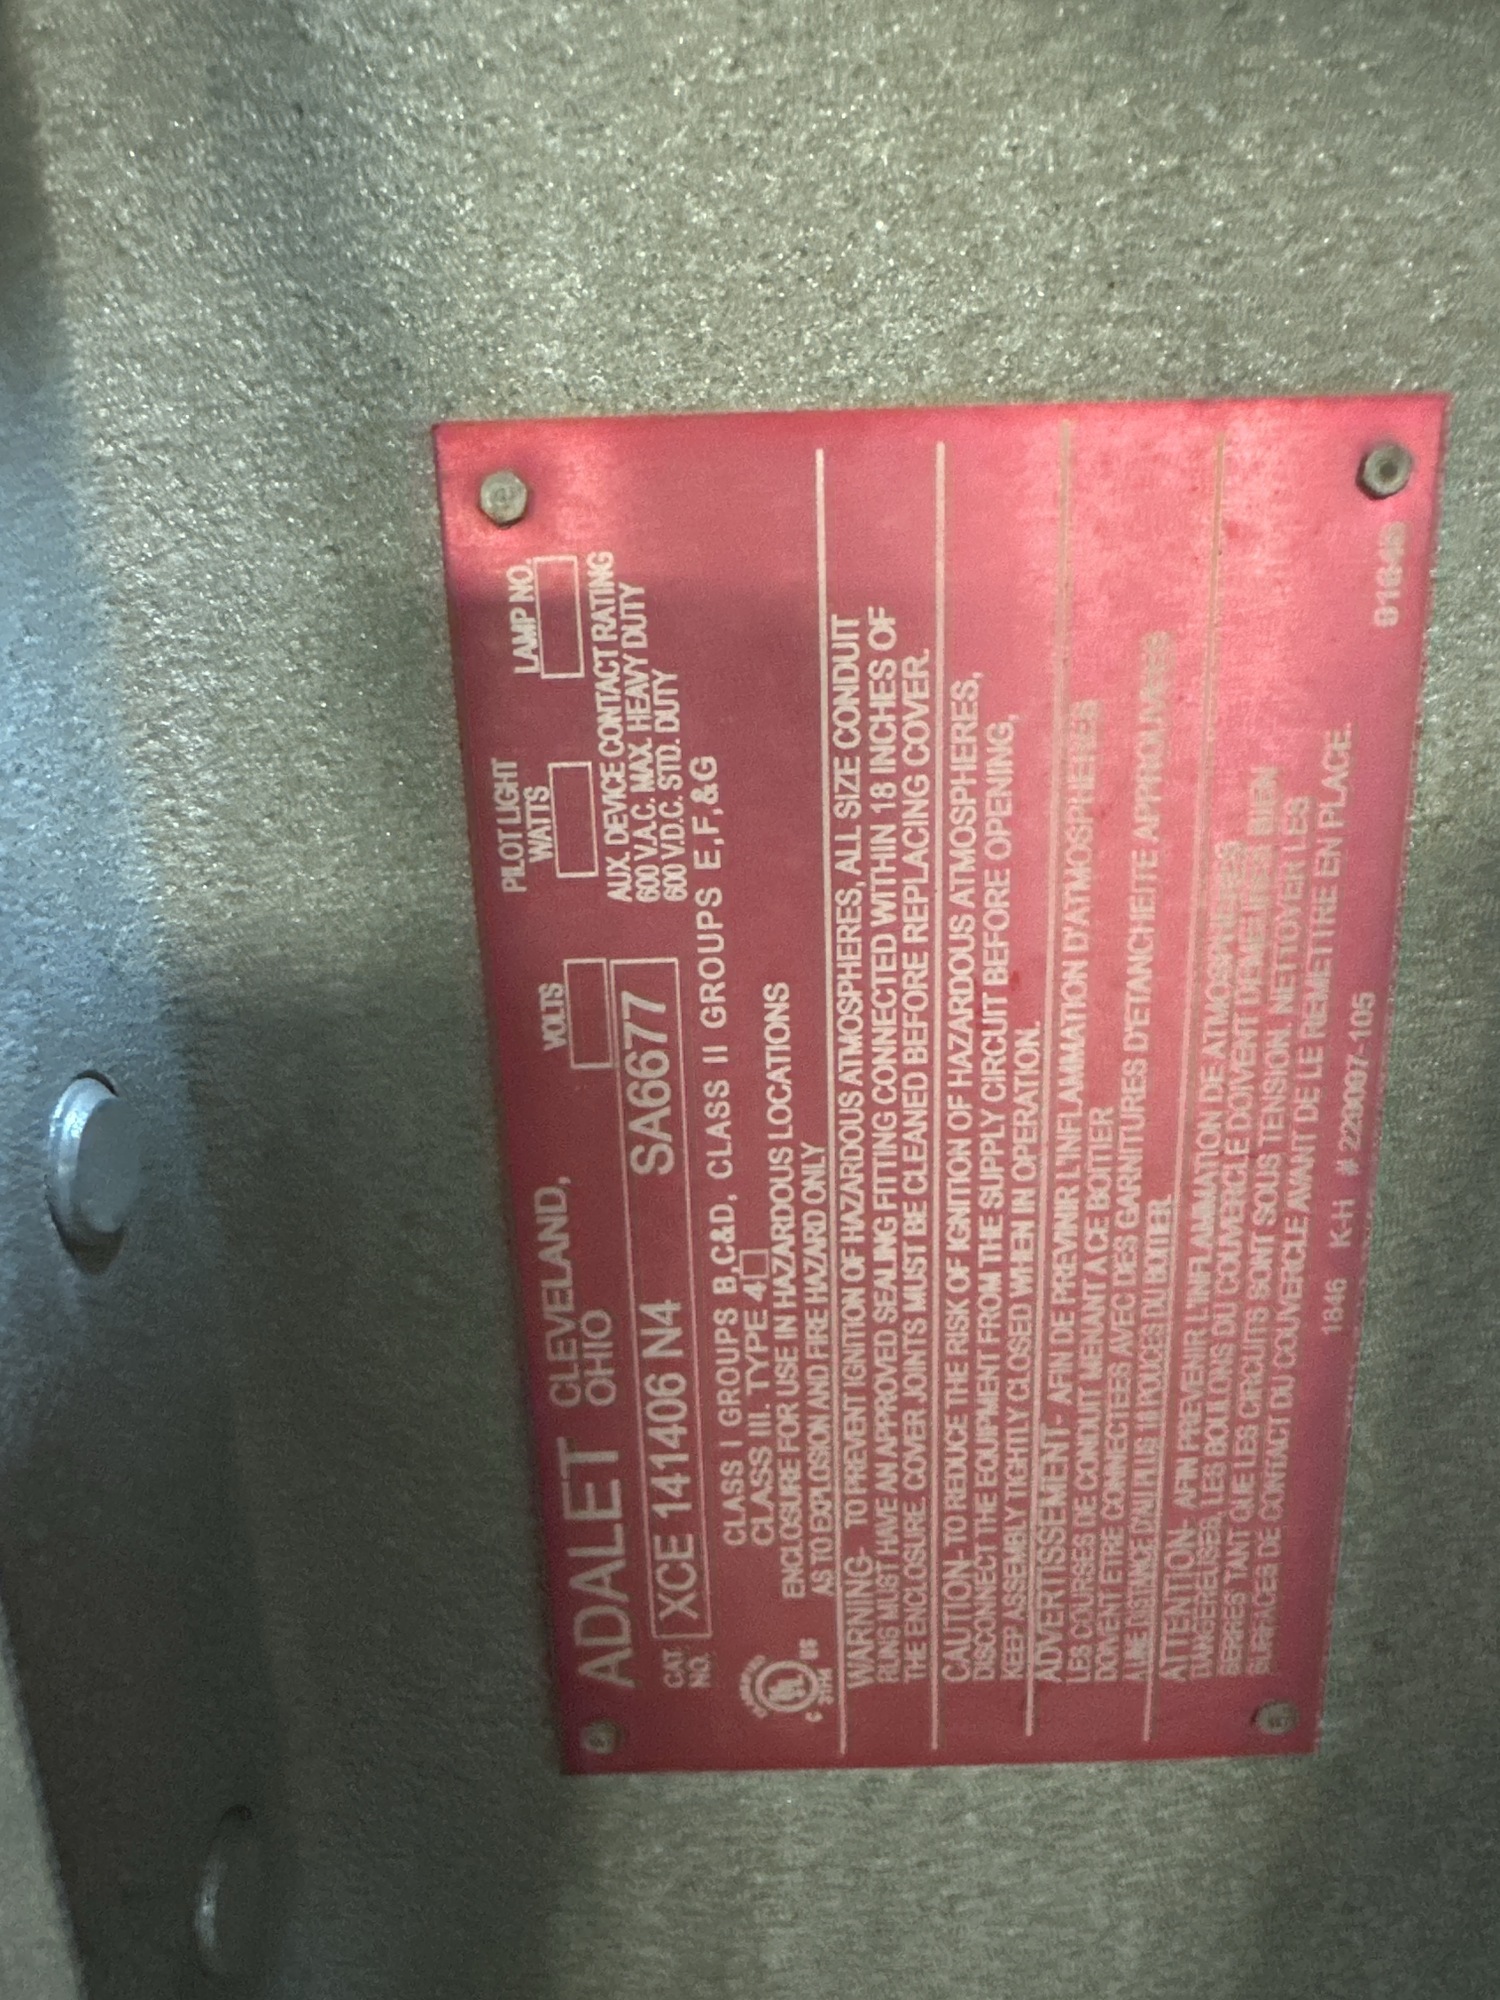 VOLTS
PILOT LIGHT
WATTS
LAMP NO.
ADALET CLEVELAND,
OHIO
AUX. DEVICE CONTACT RATING
600 V.A.C. MAX. HEAVY DUTY
600 V.D.C. STD. DUTY
CAT.
NO.
XCE 141406 N4 SA6677
CLASS I GROUPS B,C&D, CLASS II GROUPS E,F,&G
CLASS III. TYPE 4
ENCLOSURE FOR USE IN HAZARDOUS LOCATIONS
AS TO EXPLOSION AND FIRE HAZARD ONLY
UL
C US
WARNING- TO PREVENT IGNITION OF HAZARDOUS ATMOSPHERES, ALL SIZE CONDUIT
RUNS MUST HAVE AN APPROVED SEALING FITTING CONNECTED WITHIN 18 INCHES OF
THE ENCLOSURE. COVER JOINTS MUST BE CLEANED BEFORE REPLACING COVER.
CAUTION- TO REDUCE THE RISK OF IGNITION OF HAZARDOUS ATMOSPHERES,
DISCONNECT THE EQUIPMENT FROM THE SUPPLY CIRCUIT BEFORE OPENING,
KEEP ASSEMBLY TIGHTLY CLOSED WHEN IN OPERATION.
ADVERTISSEMENT- AFIN DE PREVINIR L'INFLAMMATION D'ATMOSPHERES
LES COURSES DE CONDUIT MENANT A CE BOITIER
DOIVENT ETRE CONNECTEES AVEC DES GARNITURES D'ETANCHEITE APPROUVEES
A UNE DISTANCE D'AU PLUS 18 POUCES DU BOITIER
ATTENTION- AFIN PREVENIR L'INFLAMMATION DE ATMOSPHERES
DANGEREUSES, LES BOULONS DU COUVERCLE DOIVENT DEMEURER BIEN
SERRES TANT QUE LES CIRCUITS SONT SOUS TENSION. NETTOYER LES
SURFACES DE CONTACT DU COUVERCLE AVANT DE LE REMETTRE EN PLACE.
1846 K-H # 220007-105